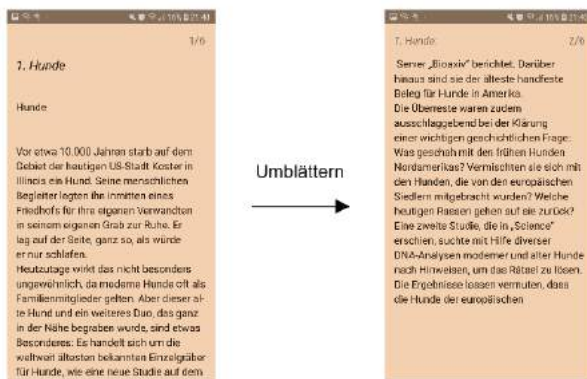 16% 21:41
1/6
1. Hunde
Hunde
Vor etwa 10.000 Jahren starb auf dem
Gebiet der heutigen US-Stadt Koster in
Illinois ein Hund. Seine menschlichen
Begleiter legten ihn inmitten eines
Friedhofs für ihre eigenen Verwandten
in seinem eigenen Grab zur Ruhe. Er
lag auf der Seite, ganz so, als würde
er nur schlafen.
Heutzutage wirkt das nicht besonders
ungewöhnlich, da moderne Hunde oft als
Familienmitglieder gelten. Aber dieser al-
te Hund und ein weiteres Duo, das ganz
in der Nähe begraben wurde, sind etwas
Besonderes: Es handelt sich um die
weltweit ältesten bekannten Einzelgräber
für Hunde, wie eine neue Studie auf dem
Umblättern
16% 21:41
1. Hunde
2/6
Server „Bioaxiv“ berichtet. Darüber
hinaus sind sie der älteste handfeste
Beleg für Hunde in Amerika.
Die Überreste waren zudem
ausschlaggebend bei der Klärung
einer wichtigen geschichtlichen Frage:
Was geschah mit den frühen Hunden
Nordamerikas? Vermischten sie sich mit
den Hunden, die von den europäischen
Siedlern mitgebracht wurden? Welche
heutigen Rassen gehen auf sie zurück?
Eine zweite Studie, die in „Science“
erschien, suchte mit Hilfe diverser
DNA-Analysen moderner und alter Hunde
nach Hinweisen, um das Rätsel zu lösen.
Die Ergebnisse lassen vermuten, dass
die Hunde der europäischen